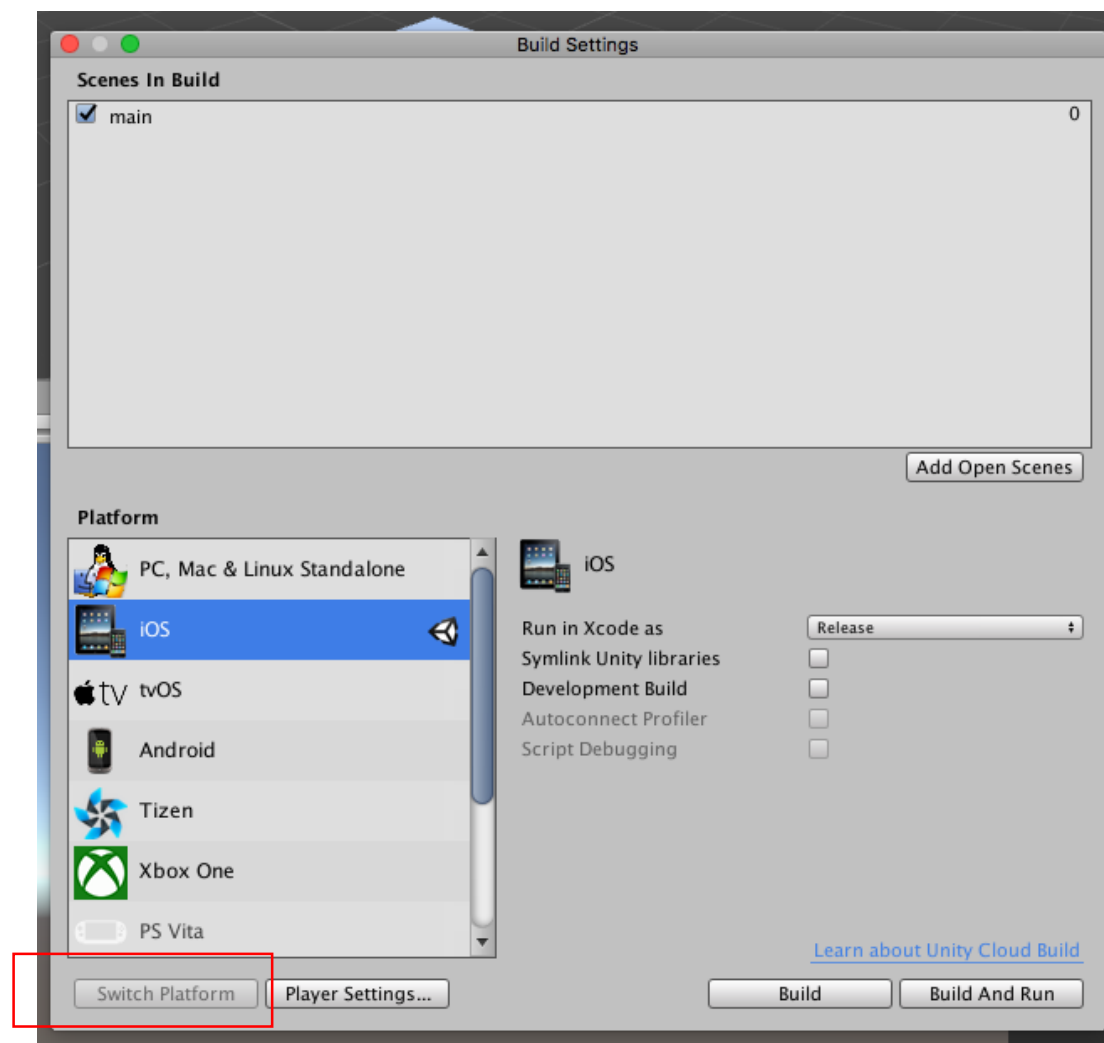 Build Settings
Scenes In Build
main 0
Add Open Scenes
Platform
PC, Mac & Linux Standalone
iOS
tv tvOS
Android
Tizen
Xbox One
PS Vita
iOS
Run in Xcode as Release
Symlink Unity libraries
Development Build
Autoconnect Profiler
Script Debugging
Learn about Unity Cloud Build
Switch Platform Player Settings... Build Build And Run